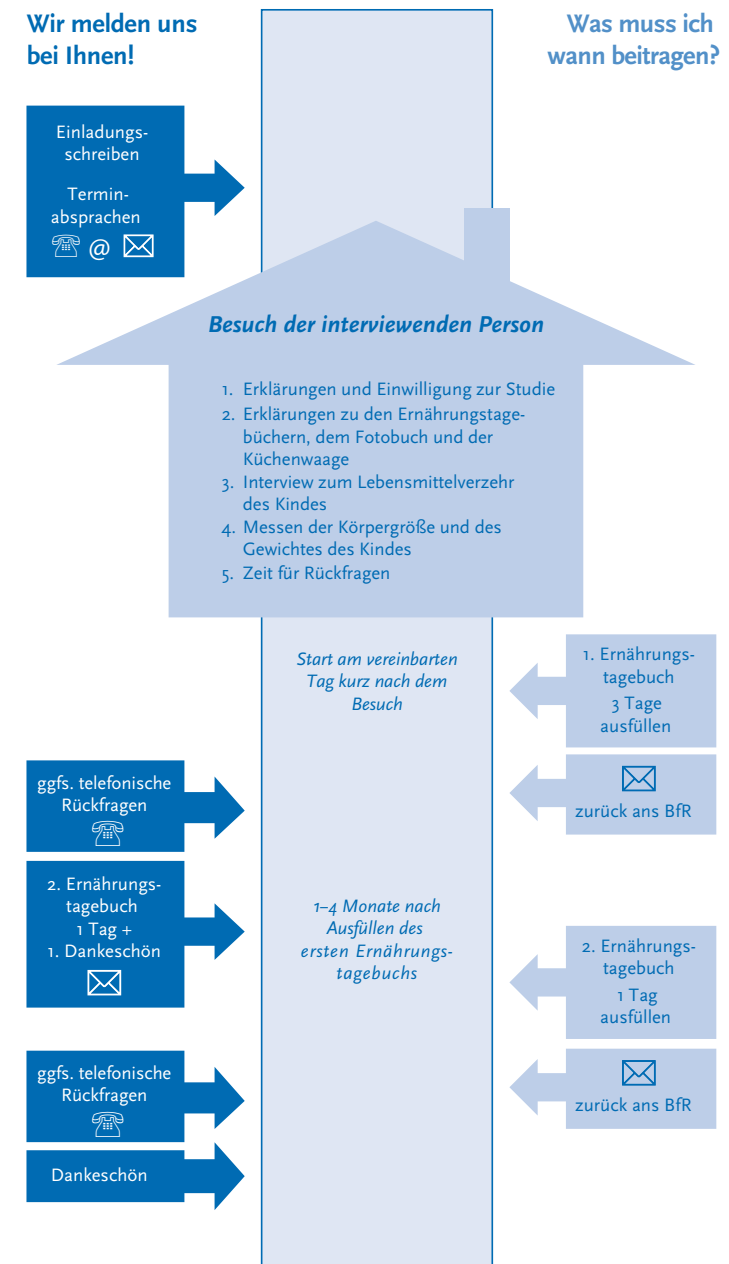 Wir melden uns
bei Ihnen!
Was muss ich
wann beitragen?
Einladungs-
schreiben
Termin-
absprachen
@
Besuch der interviewenden Person
1. Erklärungen und Einwilligung zur Studie
2. Erklärungen zu den Ernährungstage-
büchern, dem Fotobuch und der
Küchenwaage
3. Interview zum Lebensmittelverzehr
des Kindes
4. Messen der Körpergröße und des
Gewichtes des Kindes
5. Zeit für Rückfragen
Start am vereinbarten
Tag kurz nach dem
Besuch
1. Ernährungs-
tagebuch
3 Tage
ausfüllen
zurück ans BfR
ggfs. telefonische
Rückfragen
2. Ernährungs-
tagebuch
1 Tag +
1. Dankeschön
1–4 Monate nach
Ausfüllen des
ersten Ernährungs-
tagebuchs
2. Ernährungs-
tagebuch
1 Tag
ausfüllen
zurück ans BfR
ggfs. telefonische
Rückfragen
Dankeschön